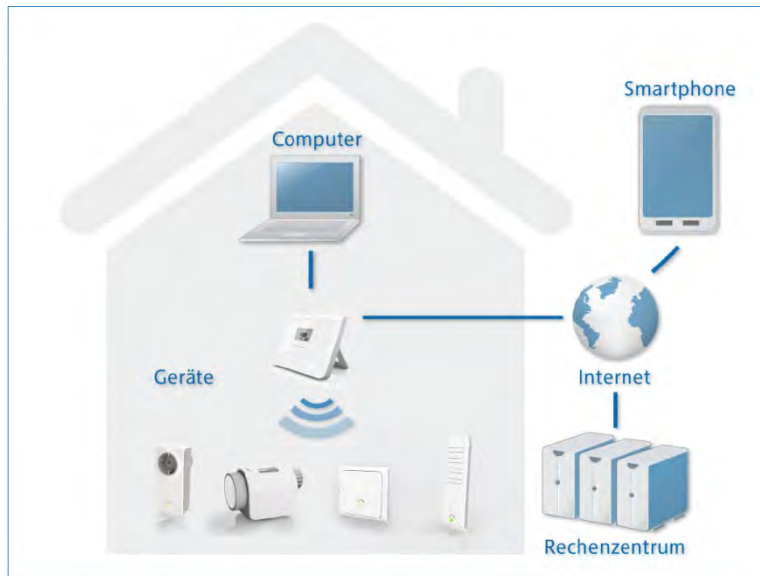 Smartphone
Computer
Geräte
Internet
Rechenzentrum